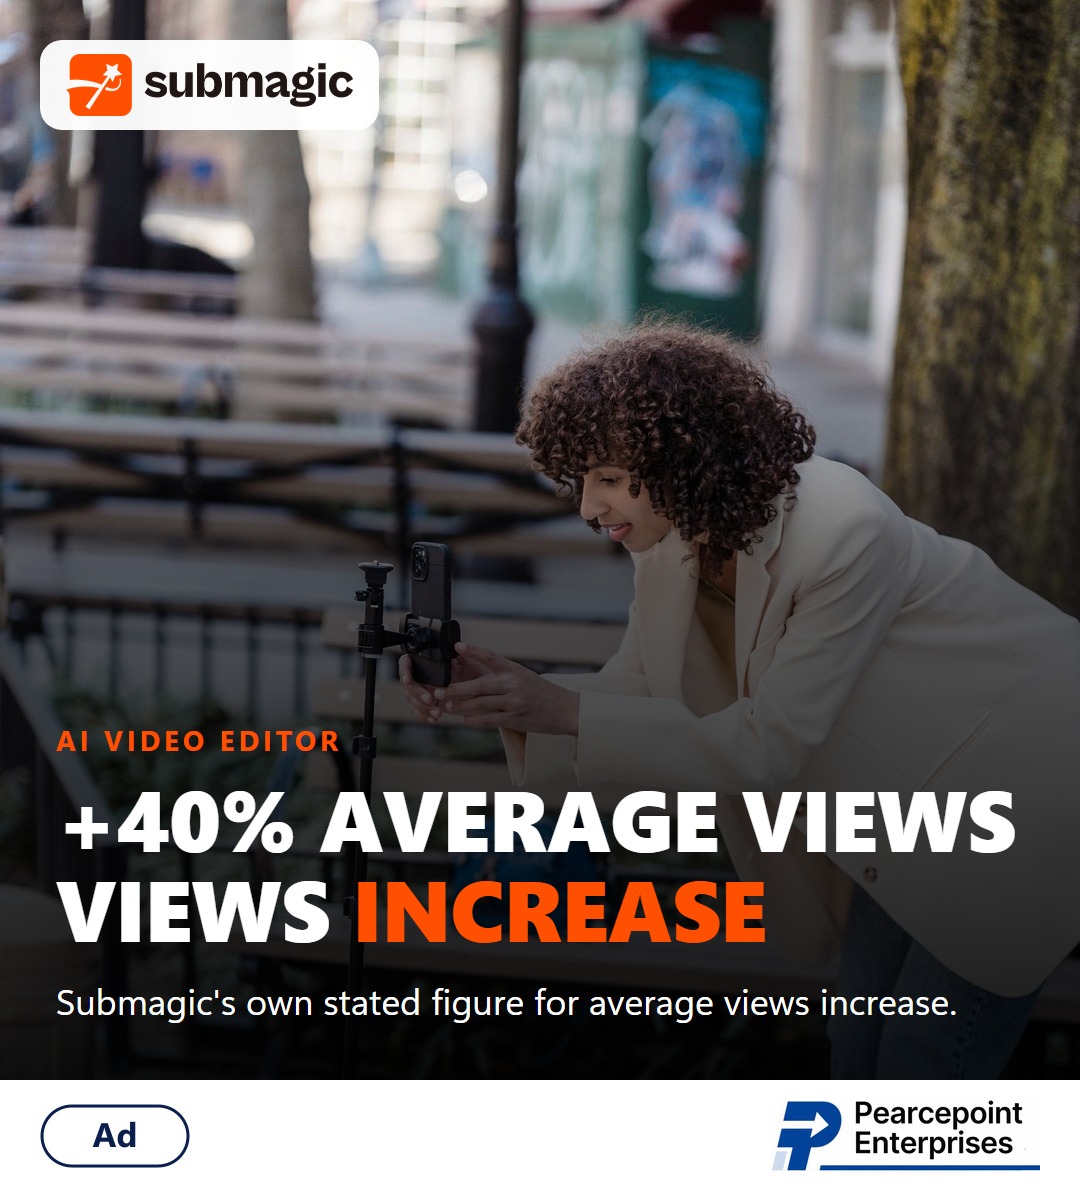 submagic
AI VIDEO EDITOR
+40% AVERAGE VIEWS
VIEWS INCREASE
Submagic's own stated figure for average views increase.
Ad
Pearcepoint
Enterprises